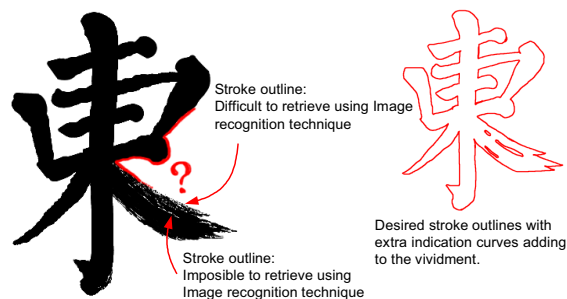 東
Stroke outline:
Difficult to retrieve using Image
recognition technique
?
Stroke outline:
Imposible to retrieve using
Image recognition technique
東
Desired stroke outlines with
extra indication curves adding
to the vividment.